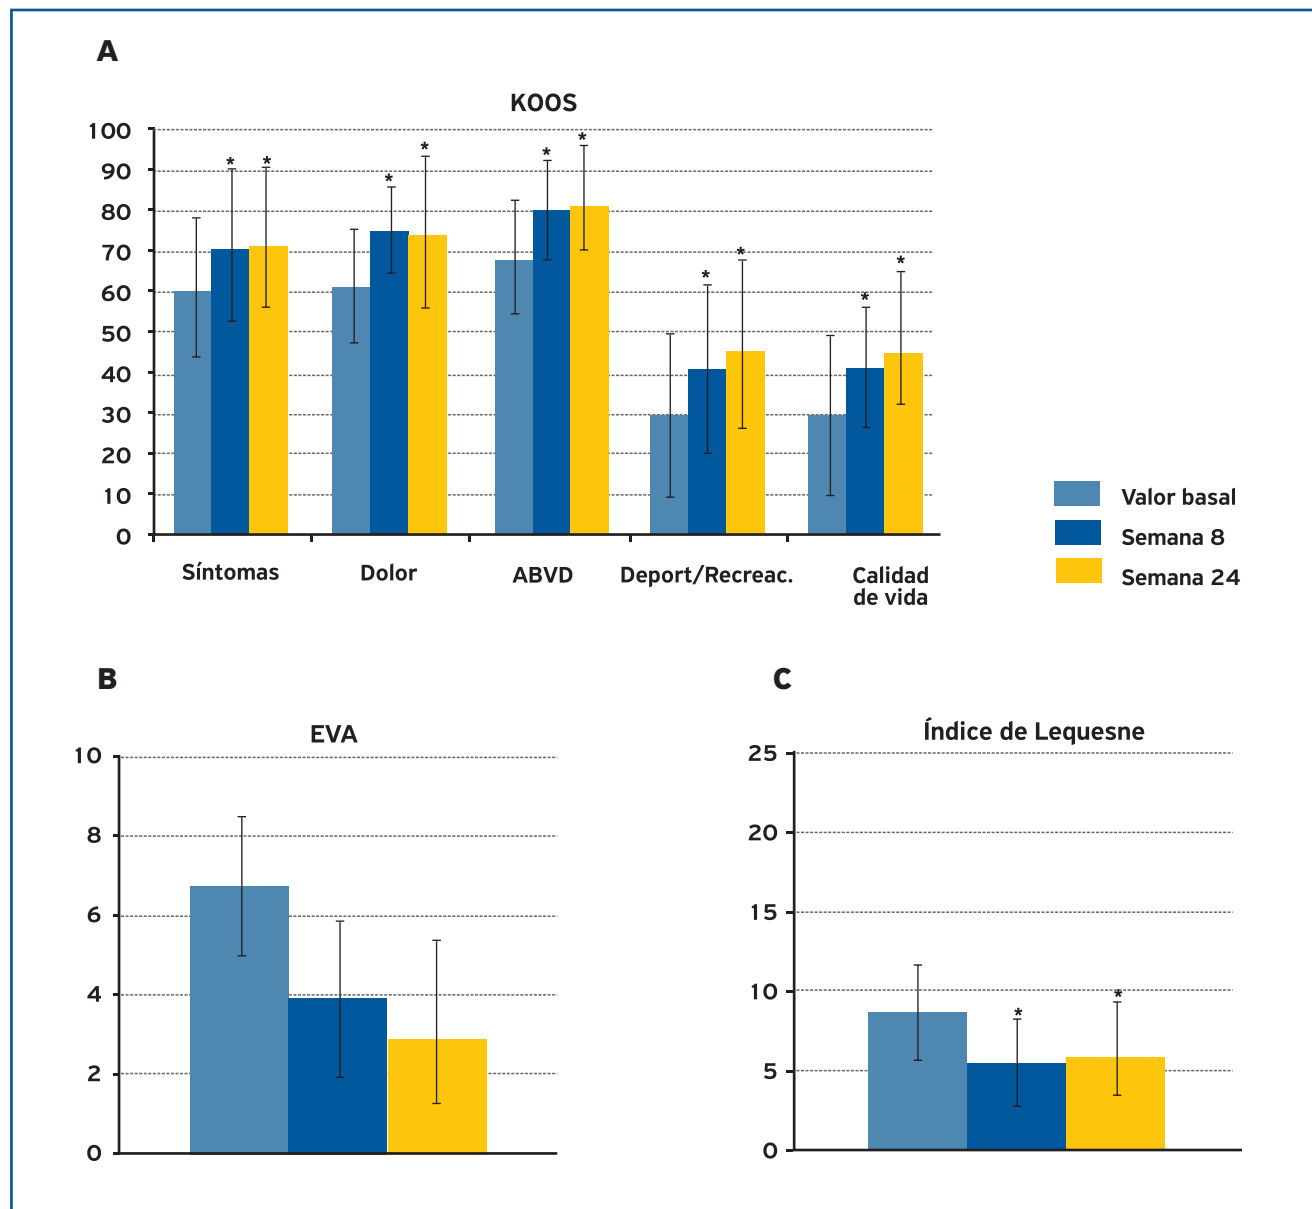 A
KOOS
100
90
80
70
60
50
40
30
20
10
0
* * * * * * * * * *
Síntomas Dolor ABVD Deport/Recreac. Calidad
de vida
Valor basal
Semana 8
Semana 24
B
EVA
10
8
6
4
2
0
C
Índice de Lequesne
25
20
15
10
5
0
* *